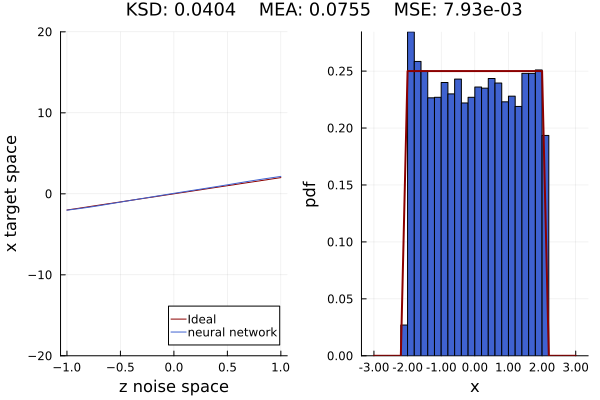 KSD: 0.0404 MEA: 0.0755 MSE: 7.93e-03
20
10
0
−10
−20
x target space
−1.0 −0.5 0.0 0.5 1.0
z noise space
Ideal
neural network
0.25
0.20
0.15
0.10
0.05
0.00
pdf
-3.00 -2.00 -1.00 0.00 1.00 2.00 3.00
x